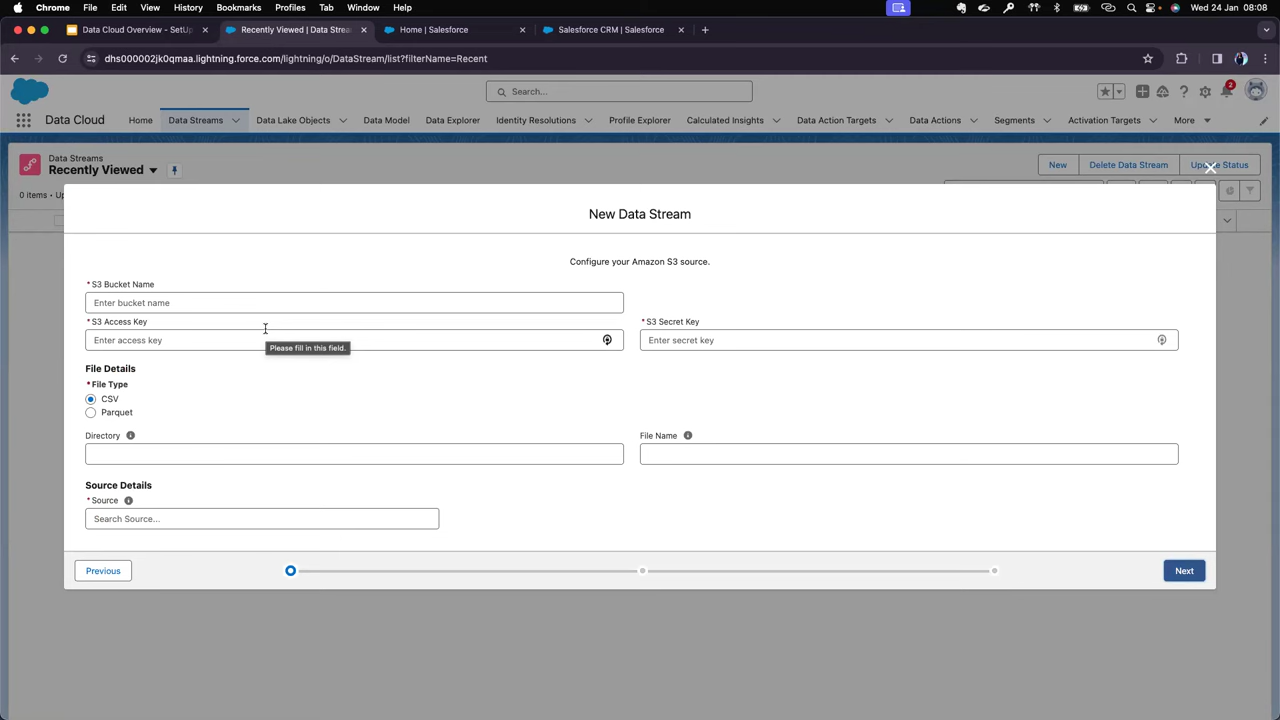 Chrome File Edit View History Bookmarks Profiles Tab Window Help Wed 24 Jan 08:08
Data Cloud Overview - SetUp Recently Viewed | Data Strea Home | Salesforce Salesforce CRM | Salesforce
dhs000002jk0qmaa.lightning.force.com/lightning/o/DataStream/list?filterName=Recent
Search...
2
Data Cloud Home Data Streams Data Lake Objects Data Model Data Explorer Identity Resolutions Profile Explorer Calculated Insights Data Action Targets Data Actions Segments Activation Targets More
Data Streams
Recently Viewed New Delete Data Stream Update Status
0 items • Up
New Data Stream
Configure your Amazon S3 source.
* S3 Bucket Name
Enter bucket name
* S3 Access Key * S3 Secret Key
Enter access key Enter secret key
Please fill in this field.
File Details
* File Type
CSV
Parquet
Directory File Name
Source Details
* Source
Search Source...
Previous Next